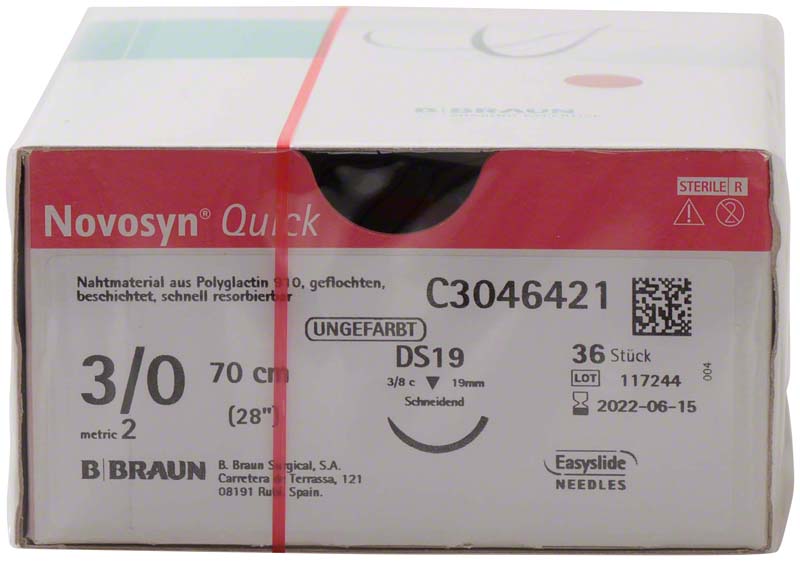 B|BRAUN
STERILE R
Novosyn® Quick
Nahtmaterial aus Polyglactin 910, geflochten,
beschichtet, schnell resorbierbar
C3046421
UNGEFÄRBT
3/0
70 cm
(28")
metric 2
DS19
3/8 c 19mm
Schneidend
36 Stück
LOT 117244
2022-06-15
004
B|BRAUN
B. Braun Surgical, S.A.
Carretera de Terrassa, 121
08191 Rubí. Spain.
Easyslide
NEEDLES